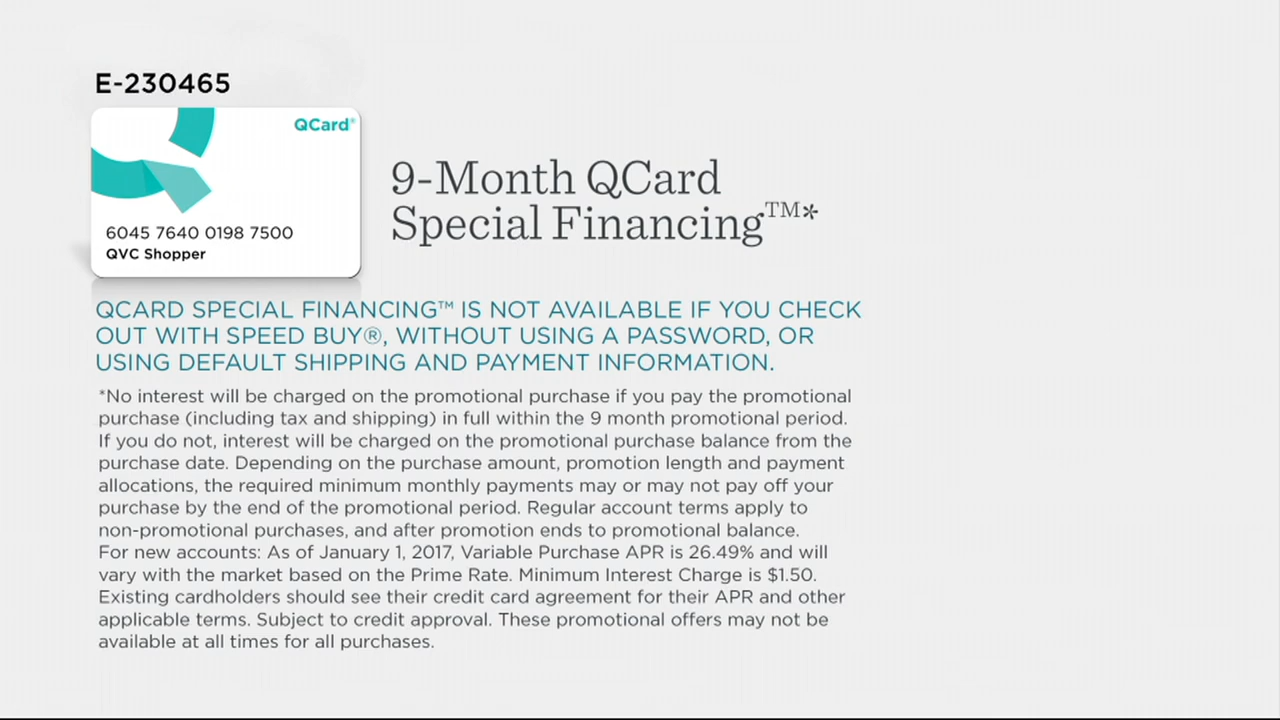 E-230465
QCard®
6045 7640 0198 7500
QVC Shopper
9-Month QCard
Special Financing™*
QCARD SPECIAL FINANCING™ IS NOT AVAILABLE IF YOU CHECK
OUT WITH SPEED BUY®, WITHOUT USING A PASSWORD, OR
USING DEFAULT SHIPPING AND PAYMENT INFORMATION.
*No interest will be charged on the promotional purchase if you pay the promotional
purchase (including tax and shipping) in full within the 9 month promotional period.
If you do not, interest will be charged on the promotional purchase balance from the
purchase date. Depending on the purchase amount, promotion length and payment
allocations, the required minimum monthly payments may or may not pay off your
purchase by the end of the promotional period. Regular account terms apply to
non-promotional purchases, and after promotion ends to promotional balance.
For new accounts: As of January 1, 2017, Variable Purchase APR is 26.49% and will
vary with the market based on the Prime Rate. Minimum Interest Charge is $1.50.
Existing cardholders should see their credit card agreement for their APR and other
applicable terms. Subject to credit approval. These promotional offers may not be
available at all times for all purchases.